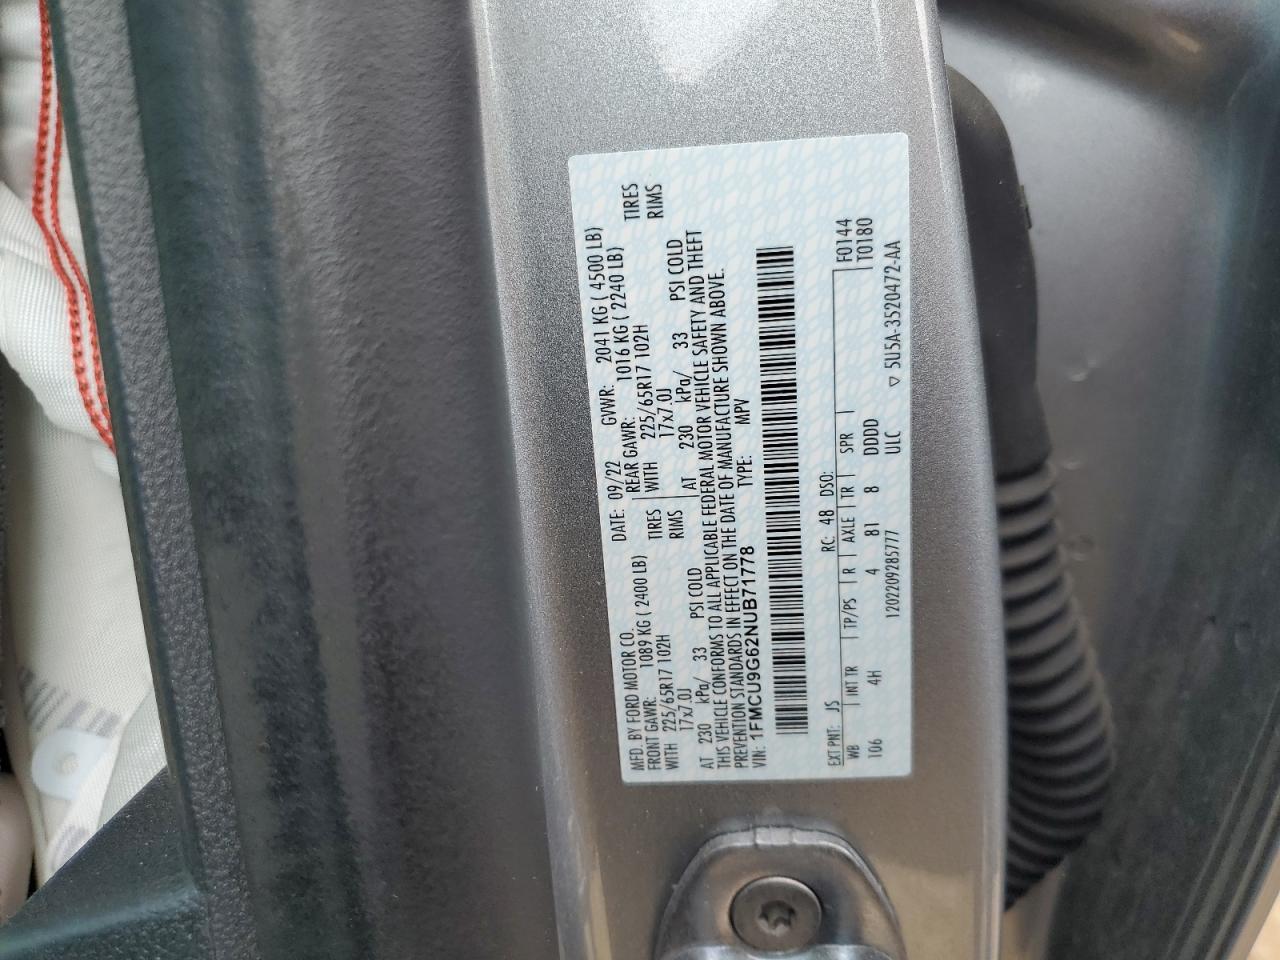 MFD. BY FORD MOTOR CO.
DATE: 09/22 GVWR: 2041 KG ( 4500 LB)
FRONT GAWR: 1089 KG ( 2400 LB)
REAR GAWR: 1016 KG ( 2240 LB)
WITH 225/65R17 102H TIRES
WITH 225/65R17 102H TIRES
17x7.0J RIMS
17x7.0J RIMS
AT 230 kPa/ 33 PSI COLD
AT 230 kPa/ 33 PSI COLD
THIS VEHICLE CONFORMS TO ALL APPLICABLE FEDERAL MOTOR VEHICLE SAFETY AND THEFT
PREVENTION STANDARDS IN EFFECT ON THE DATE OF MANUFACTURE SHOWN ABOVE.
VIN: 1FMCU9G62NUB71778 TYPE: MPV
EXT PNT: JS RC: 48 DSO: F0144
WB INT TR TP/PS R AXLE TR SPR T0180
106 4H 4 81 8 DDDD
120220928577​7 ULC ▽ 5U5A-3520472-AA